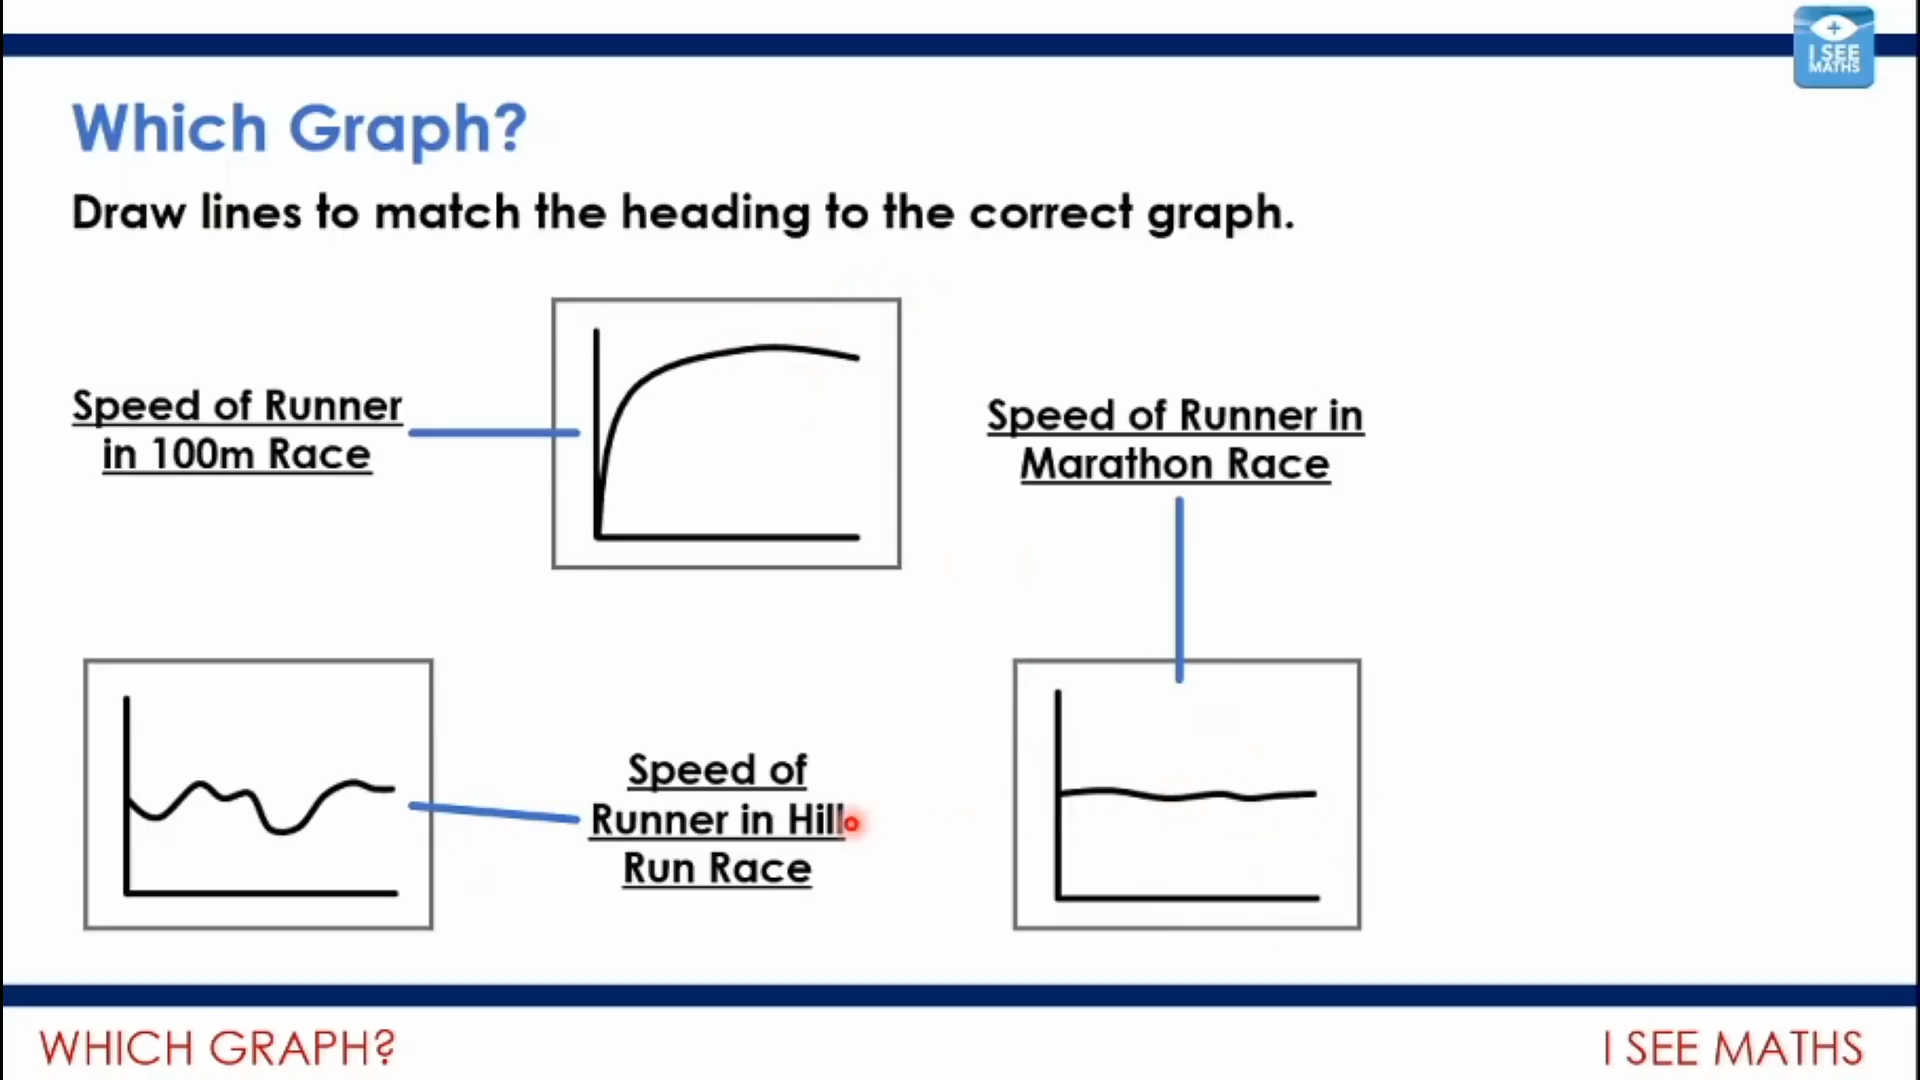 I SEE
MATHS
Which Graph?
Draw lines to match the heading to the correct graph.
Speed of Runner
in 100m Race
Speed of Runner in
Marathon Race
Speed of
Runner in Hill
Run Race
WHICH GRAPH?
I SEE MATHS